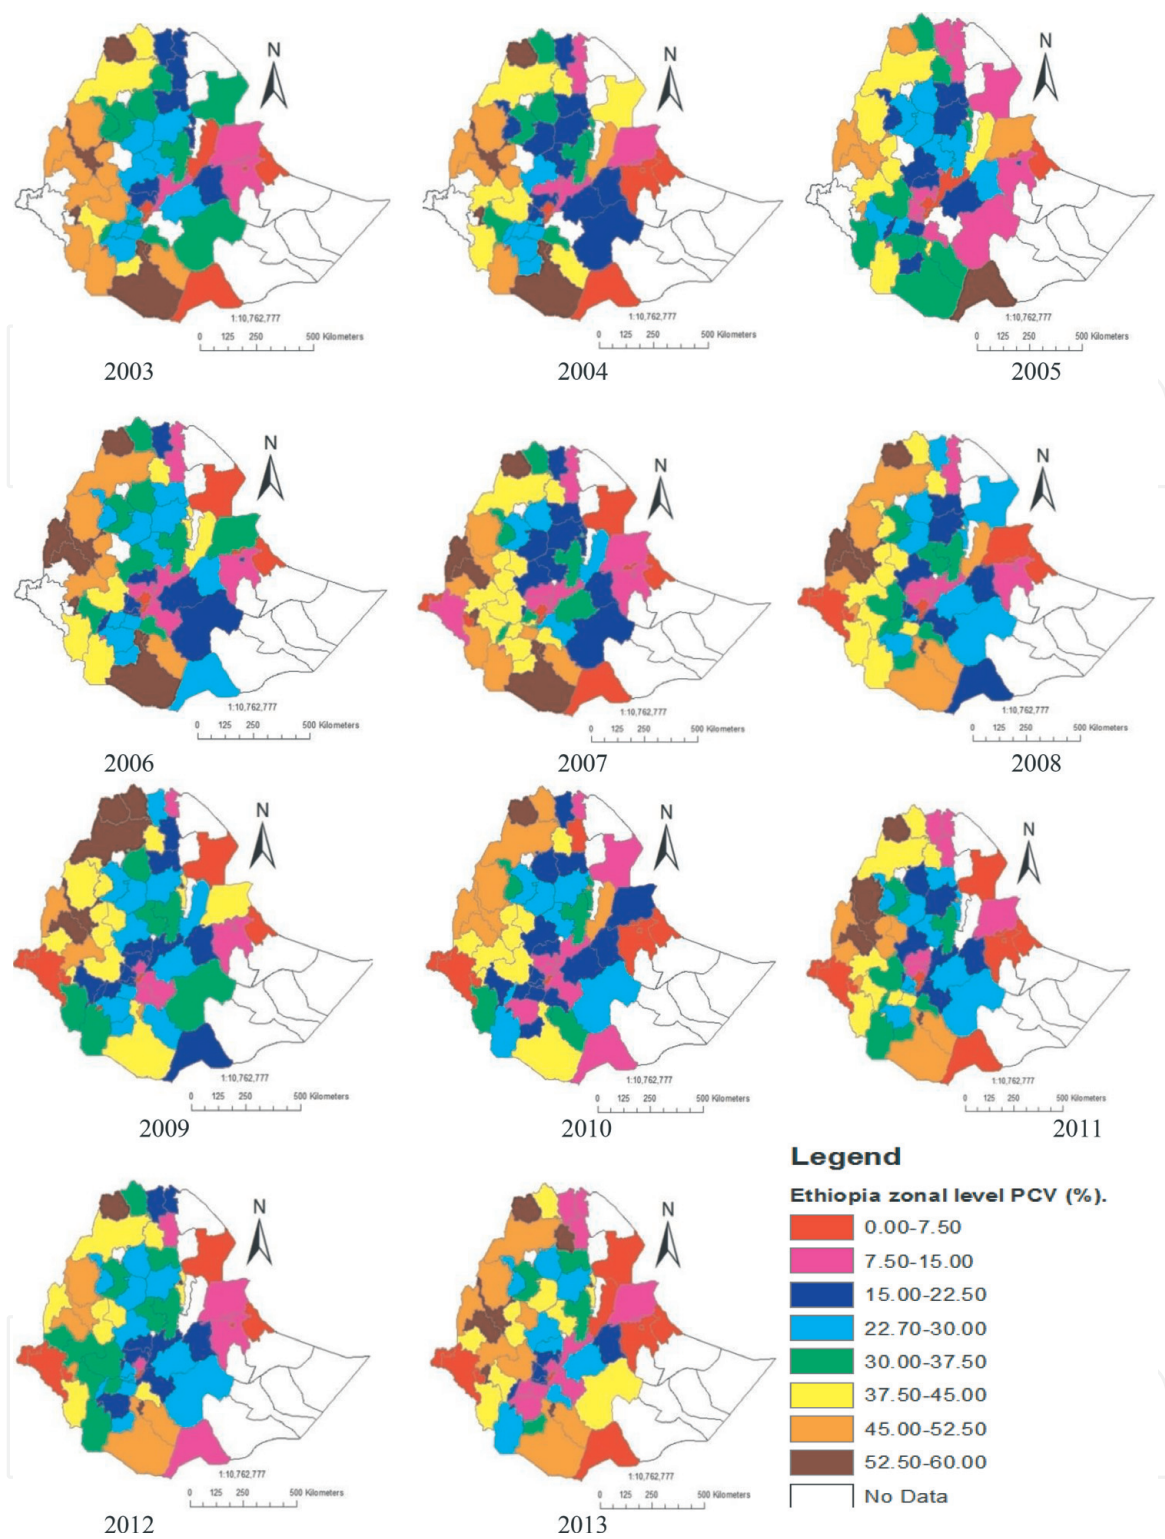 N
N
N
1:10,762,777
0 125 250 500 Kilometers
1:10,762,777
0 125 250 500 Kilometers
1:10,762,777
0 125 250 500 Kilometers
2003
2004
2005
N
N
N
1:10,762,777
0 125 250 500 Kilometers
1:10,762,777
0 125 250 500 Kilometers
1:10,762,777
0 125 250 500 Kilometers
2006
2007
2008
N
N
N
1:10,762,777
0 125 250 500 Kilometers
1:10,762,777
0 125 250 500 Kilometers
1:10,762,777
0 125 250 500 Kilometers
2009
2010
2011
N
N
1:10,762,777
0 125 250 500 Kilometers
1:10,762,777
0 125 250 500 Kilometers
2012
2013
Legend
Ethiopia zonal level PCV (%).
0.00-7.50
7.50-15.00
15.00-22.50
22.70-30.00
30.00-37.50
37.50-45.00
45.00-52.50
52.50-60.00
No Data